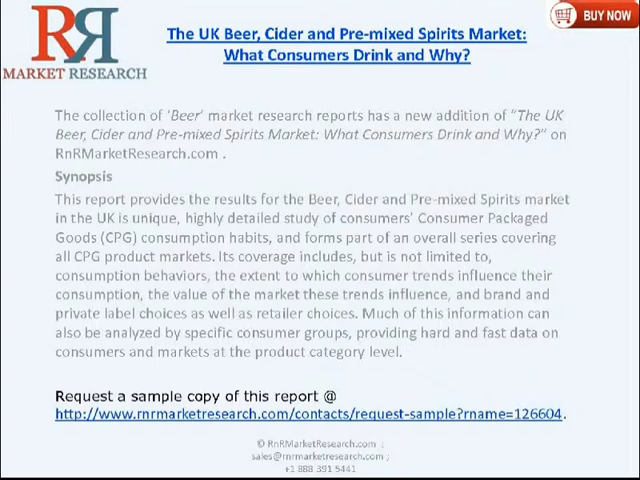 RR
MARKET RESEARCH
The UK Beer, Cider and Pre-mixed Spirits Market:
What Consumers Drink and Why?
BUY NOW
The collection of 'Beer' market research reports has a new addition of "The UK
Beer, Cider and Pre-mixed Spirits Market: What Consumers Drink and Why?" on
RnRMarketResearch.com .
Synopsis
This report provides the results for the Beer, Cider and Pre-mixed Spirits market
in the UK is unique, highly detailed study of consumers' Consumer Packaged
Goods (CPG) consumption habits, and forms part of an overall series covering
all CPG product markets. Its coverage includes, but is not limited to,
consumption behaviors, the extent to which consumer trends influence their
consumption, the value of the market these trends influence, and brand and
private label choices as well as retailer choices. Much of this information can
also be analyzed by specific consumer groups, providing hard and fast data on
consumers and markets at the product category level.
Request a sample copy of this report @
http://www.rnrmarketresearch.com/contacts/request-sample?rname=126604.
© RnRMarketResearch.com ;
sales@rnrmarketresearch.com ;
+1 888 391 5441